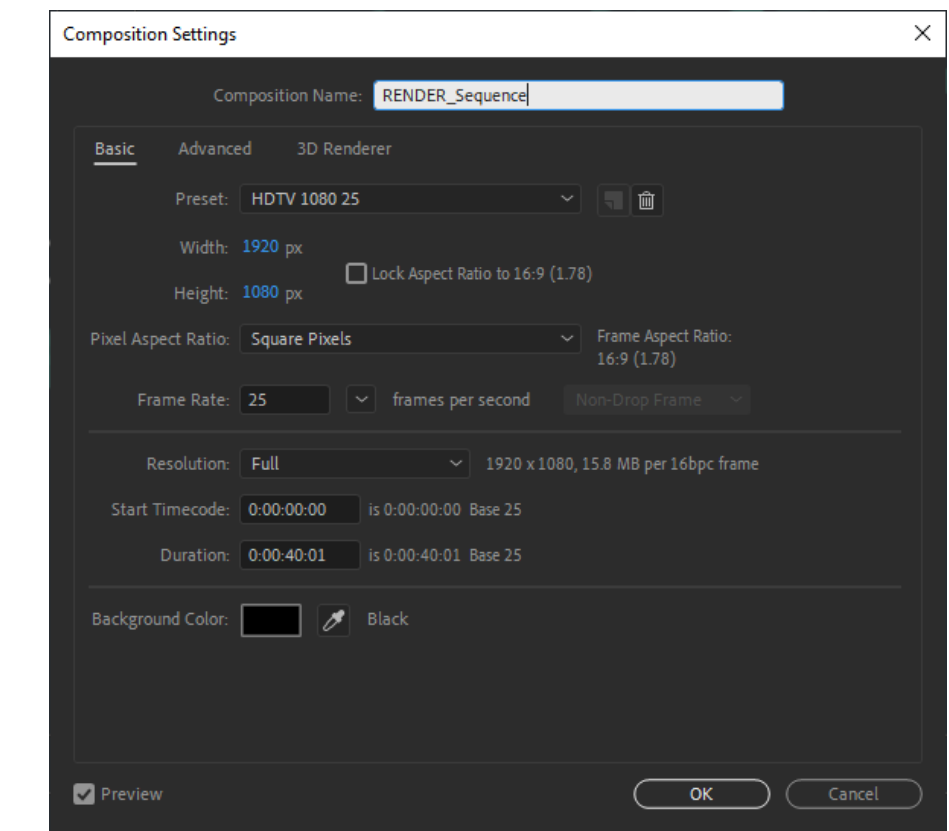 Composition Settings
Composition Name: RENDER_Sequence
Basic Advanced 3D Renderer
Preset: HDTV 1080 25
Width: 1920 px
Lock Aspect Ratio to 16:9 (1.78)
Height: 1080 px
Pixel Aspect Ratio: Square Pixels Frame Aspect Ratio:
16:9 (1.78)
Frame Rate: 25 frames per second Non-Drop Frame
Resolution: Full 1920 x 1080, 15.8 MB per 16bpc frame
Start Timecode: 0:00:00:00 is 0:00:00:00 Base 25
Duration: 0:00:40:01 is 0:00:40:01 Base 25
Background Color: Black
Preview OK Cancel